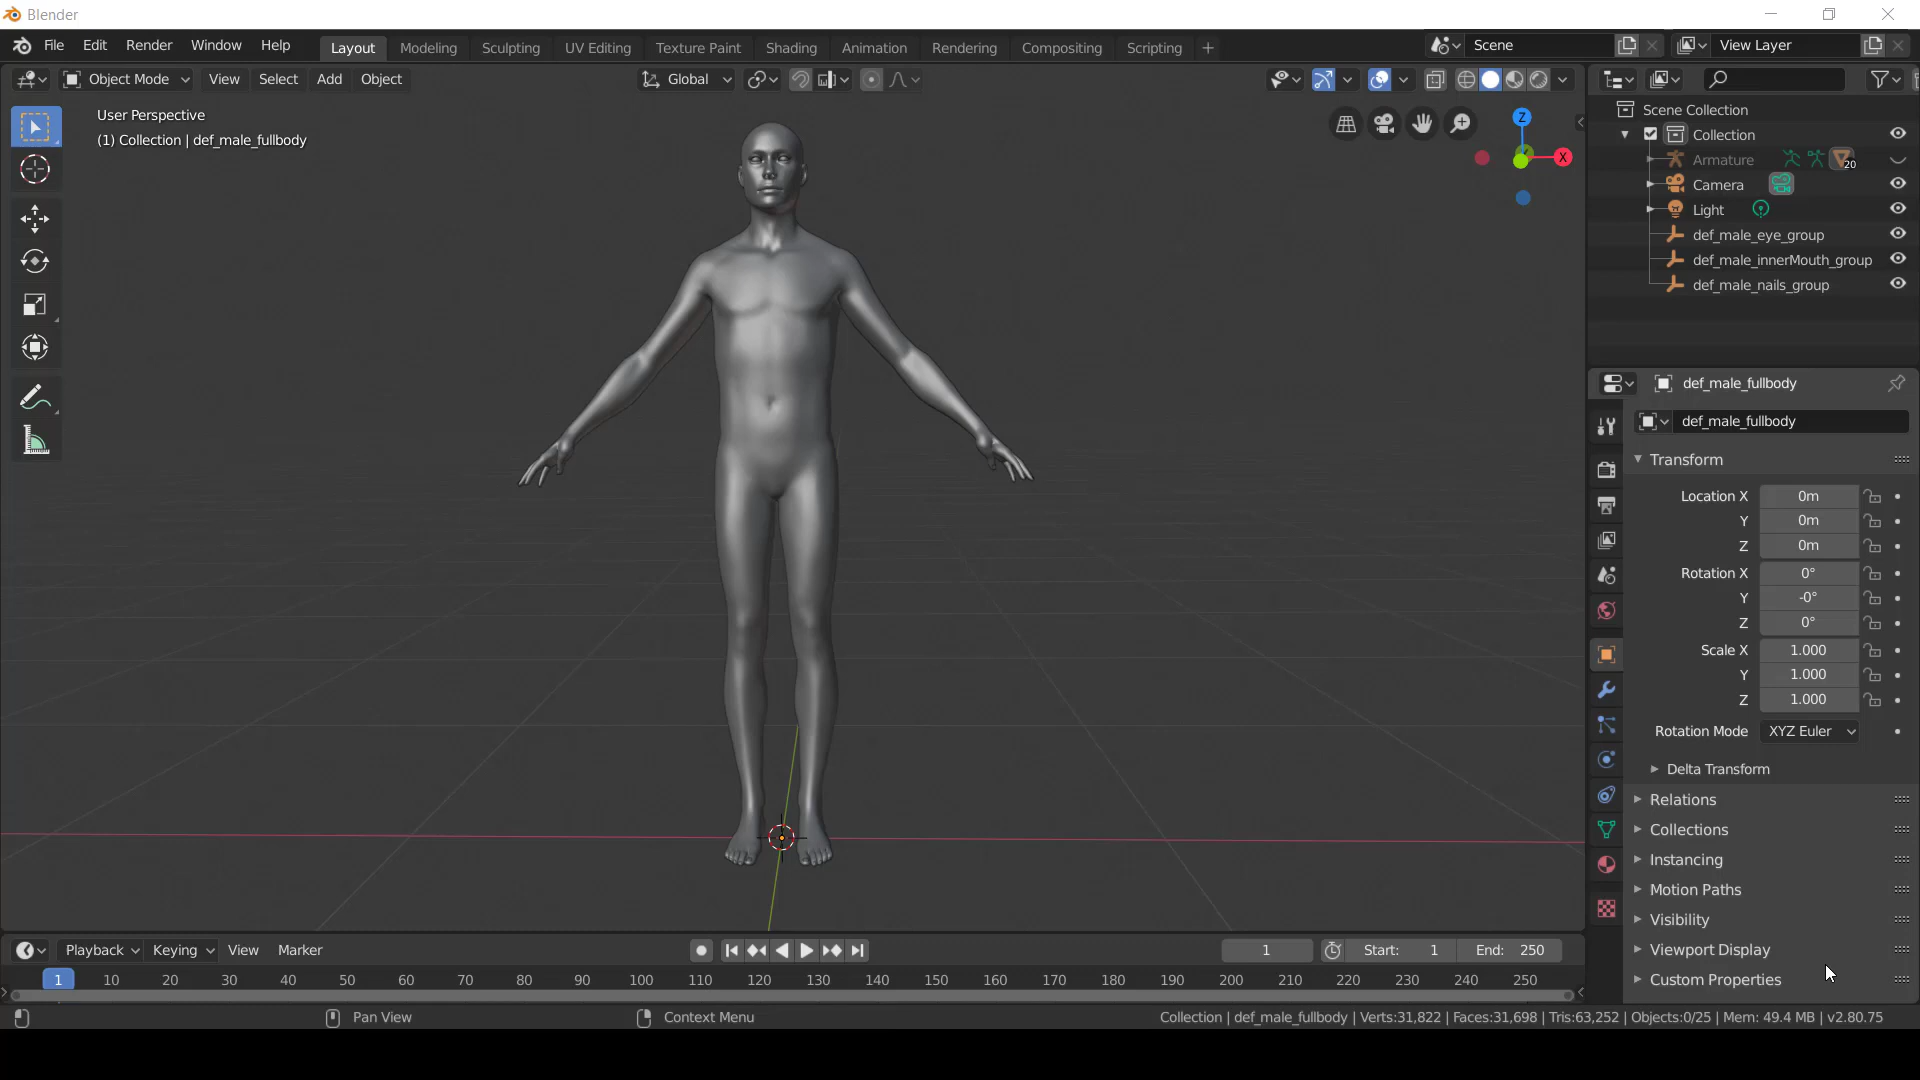 Blender
File Edit Render Window Help Layout Modeling Sculpting UV Editing Texture Paint Shading Animation Rendering Compositing Scripting + Scene View Layer
Object Mode View Select Add Object Global
User Perspective
(1) Collection | def_male_fullbody
Z
X
Scene Collection
Collection
Armature 20
Camera
Light
def_male_eye_group
def_male_innerMouth_group
def_male_nails_group
def_male_fullbody
def_male_fullbody
Transform
Location X 0m
Y 0m
Z 0m
Rotation X 0°
Y -0°
Z 0°
Scale X 1.000
Y 1.000
Z 1.000
Rotation Mode XYZ Euler
Delta Transform
Relations
Collections
Instancing
Motion Paths
Visibility
Viewport Display
Custom Properties
Playback Keying View Marker 1 Start: 1 End: 250
1 10 20 30 40 50 60 70 80 90 100 110 120 130 140 150 160 170 180 190 200 210 220 230 240 250
Pan View Context Menu Collection | def_male_fullbody | Verts:31,822 | Faces:31,698 | Tris:63,252 | Objects:0/25 | Mem: 49.4 MB | v2.80.75